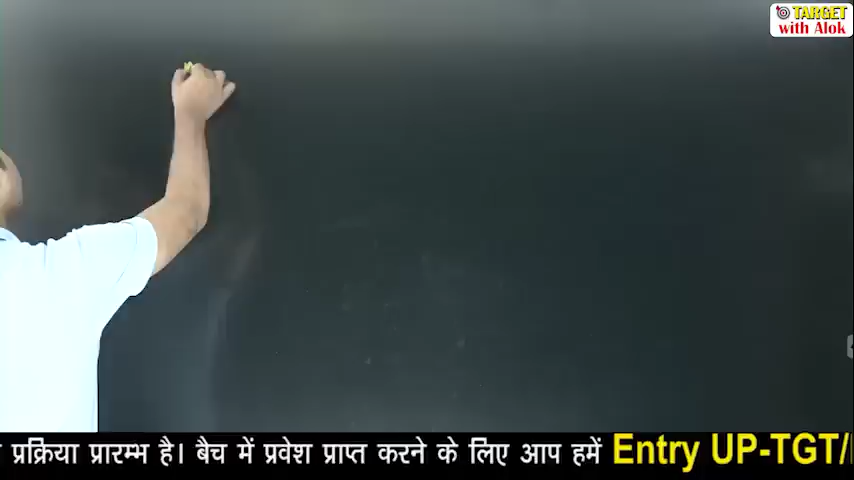 TARGET
with Alok
प्रक्रिया प्रारम्भ है। बैच में प्रवेश प्राप्त करने के लिए आप हमें Entry UP-TGT/